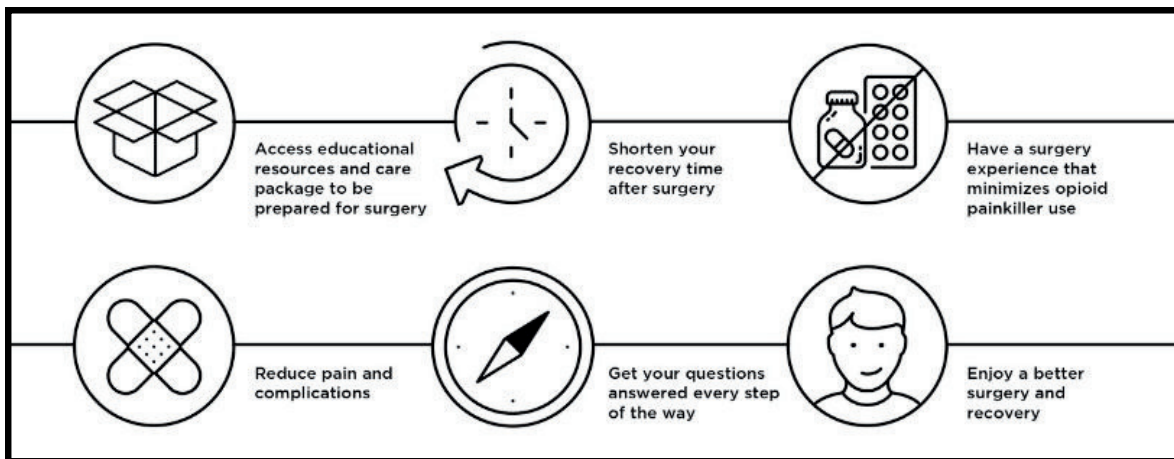 Access educational
resources and care
package to be
prepared for surgery
Shorten your
recovery time
after surgery
Have a surgery
experience that
minimizes opioid
painkiller use
Reduce pain and
complications
Get your questions
answered every step
of the way
Enjoy a better
surgery and
recovery